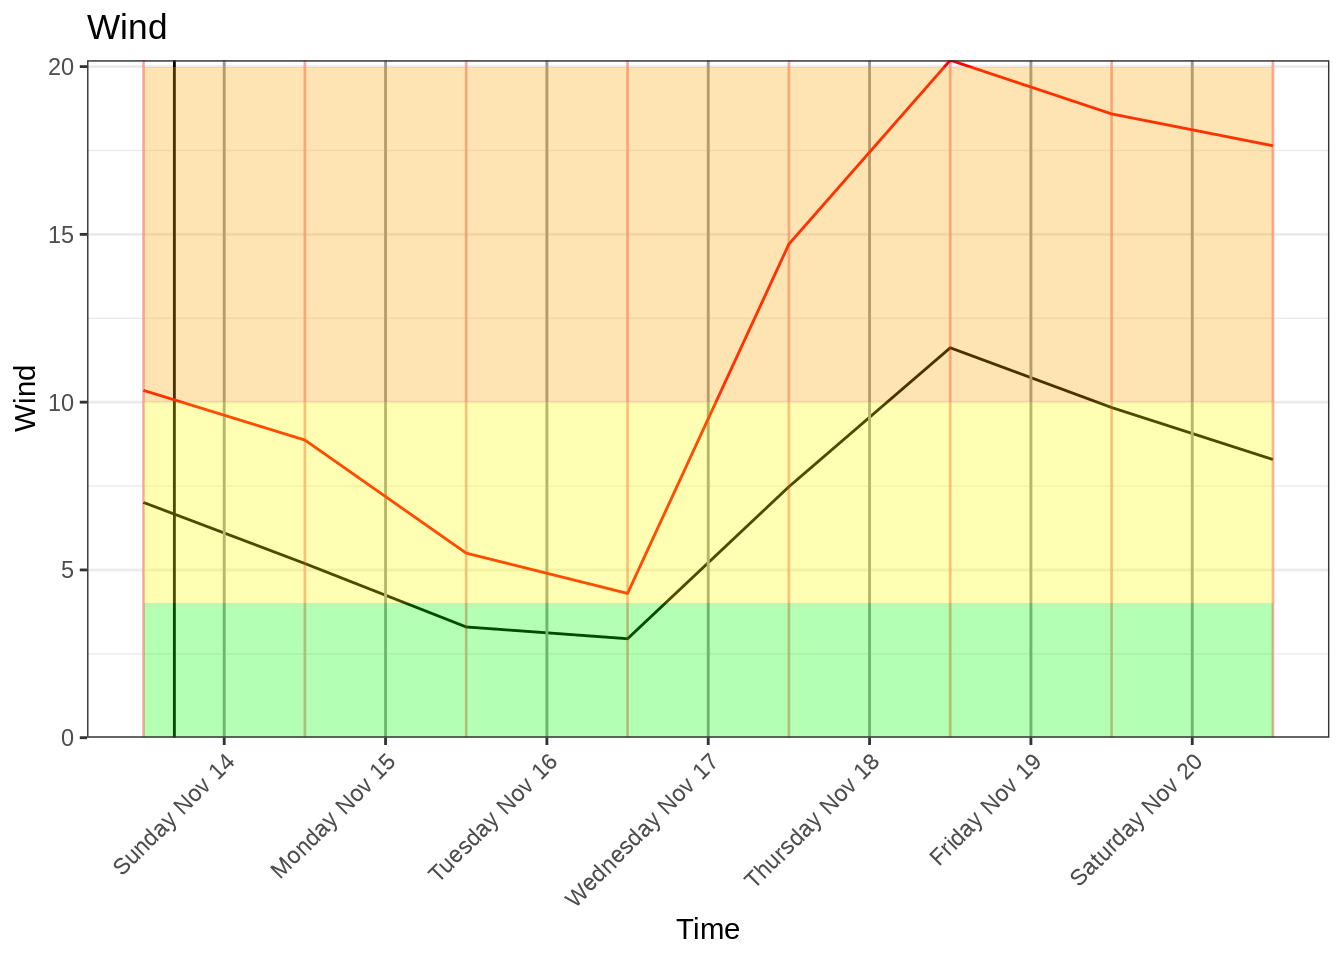 Wind
20
15
10
5
0
Wind
Sunday Nov 14
Monday Nov 15
Tuesday Nov 16
Wednesday Nov 17
Thursday Nov 18
Friday Nov 19
Saturday Nov 20
Time